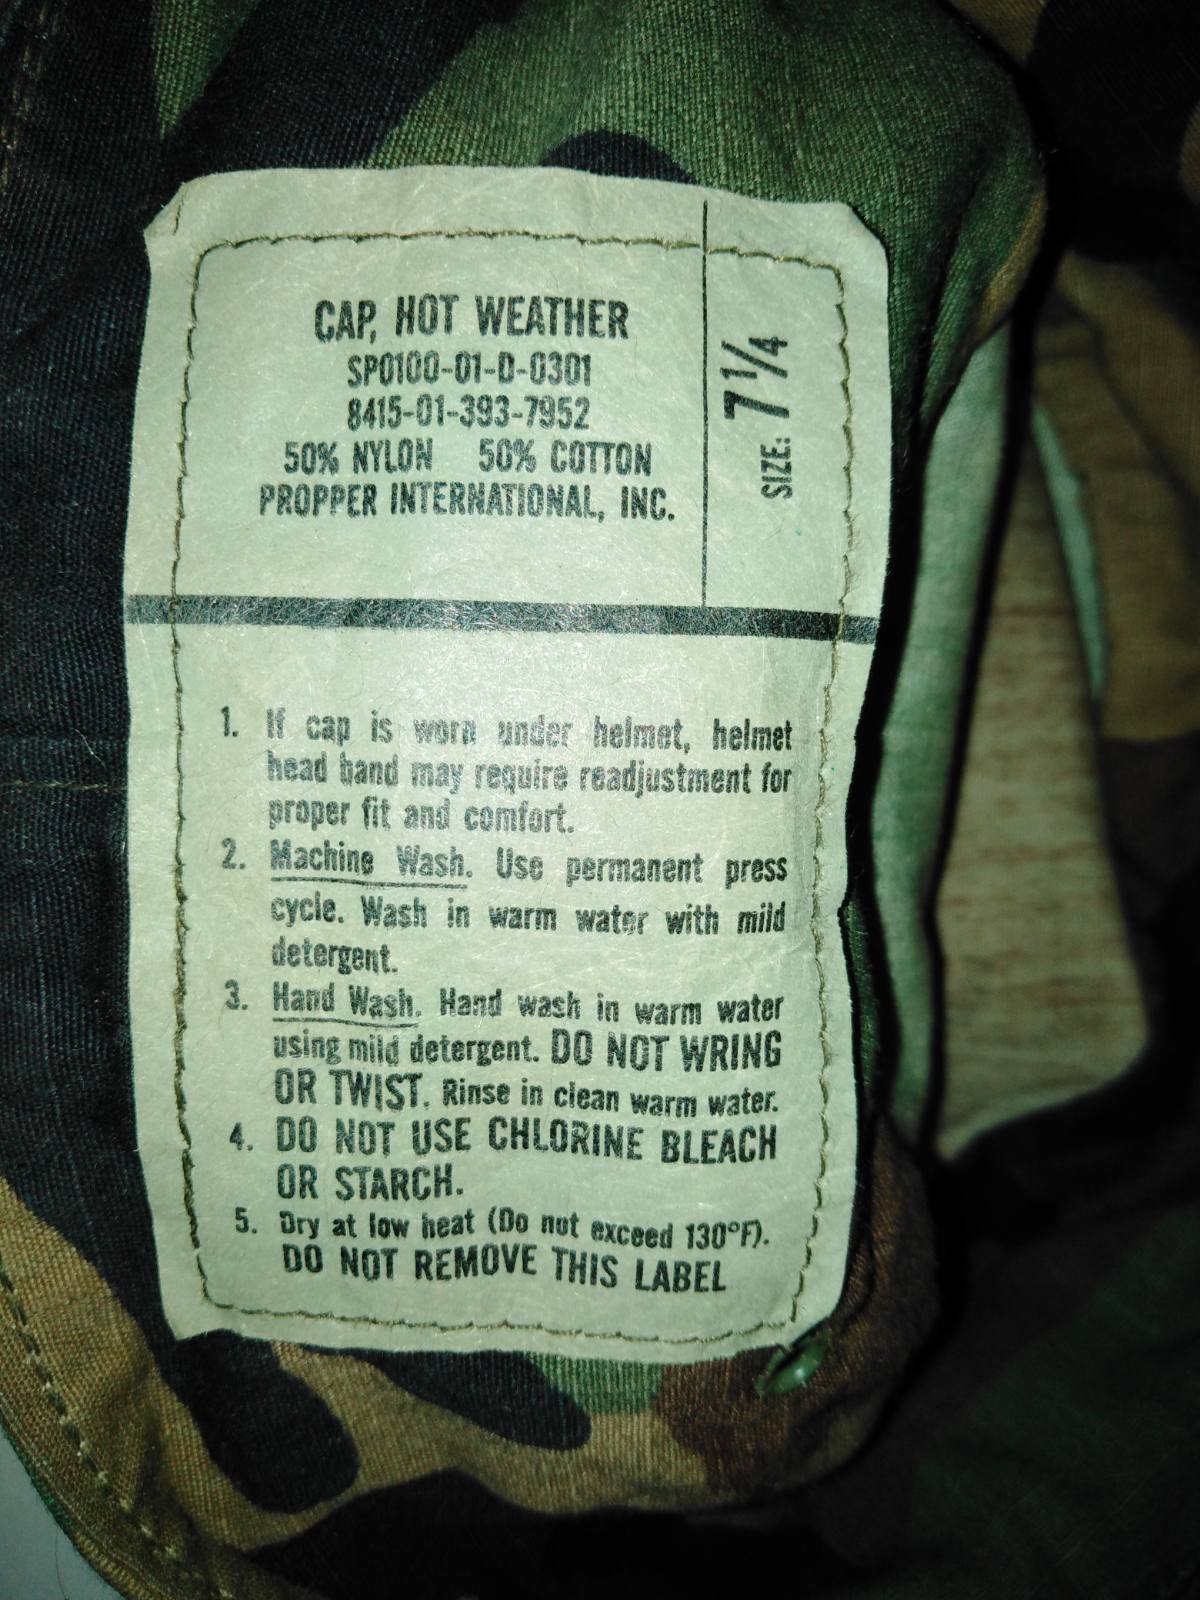 CAP, HOT WEATHER
SP0100-01-D-0301
8415-01-393-7952
50% NYLON 50% COTTON
PROPPER INTERNATIONAL, INC.
SIZE: 7 1/4
1. If cap is worn under helmet, helmet
head band may require readjustment for
proper fit and comfort.
2. Machine Wash. Use permanent press
cycle. Wash in warm water with mild
detergent.
3. Hand Wash. Hand wash in warm water
using mild detergent. DO NOT WRING
OR TWIST. Rinse in clean warm water.
4. DO NOT USE CHLORINE BLEACH
OR STARCH.
5. Dry at low heat (Do not exceed 130°F).
DO NOT REMOVE THIS LABEL